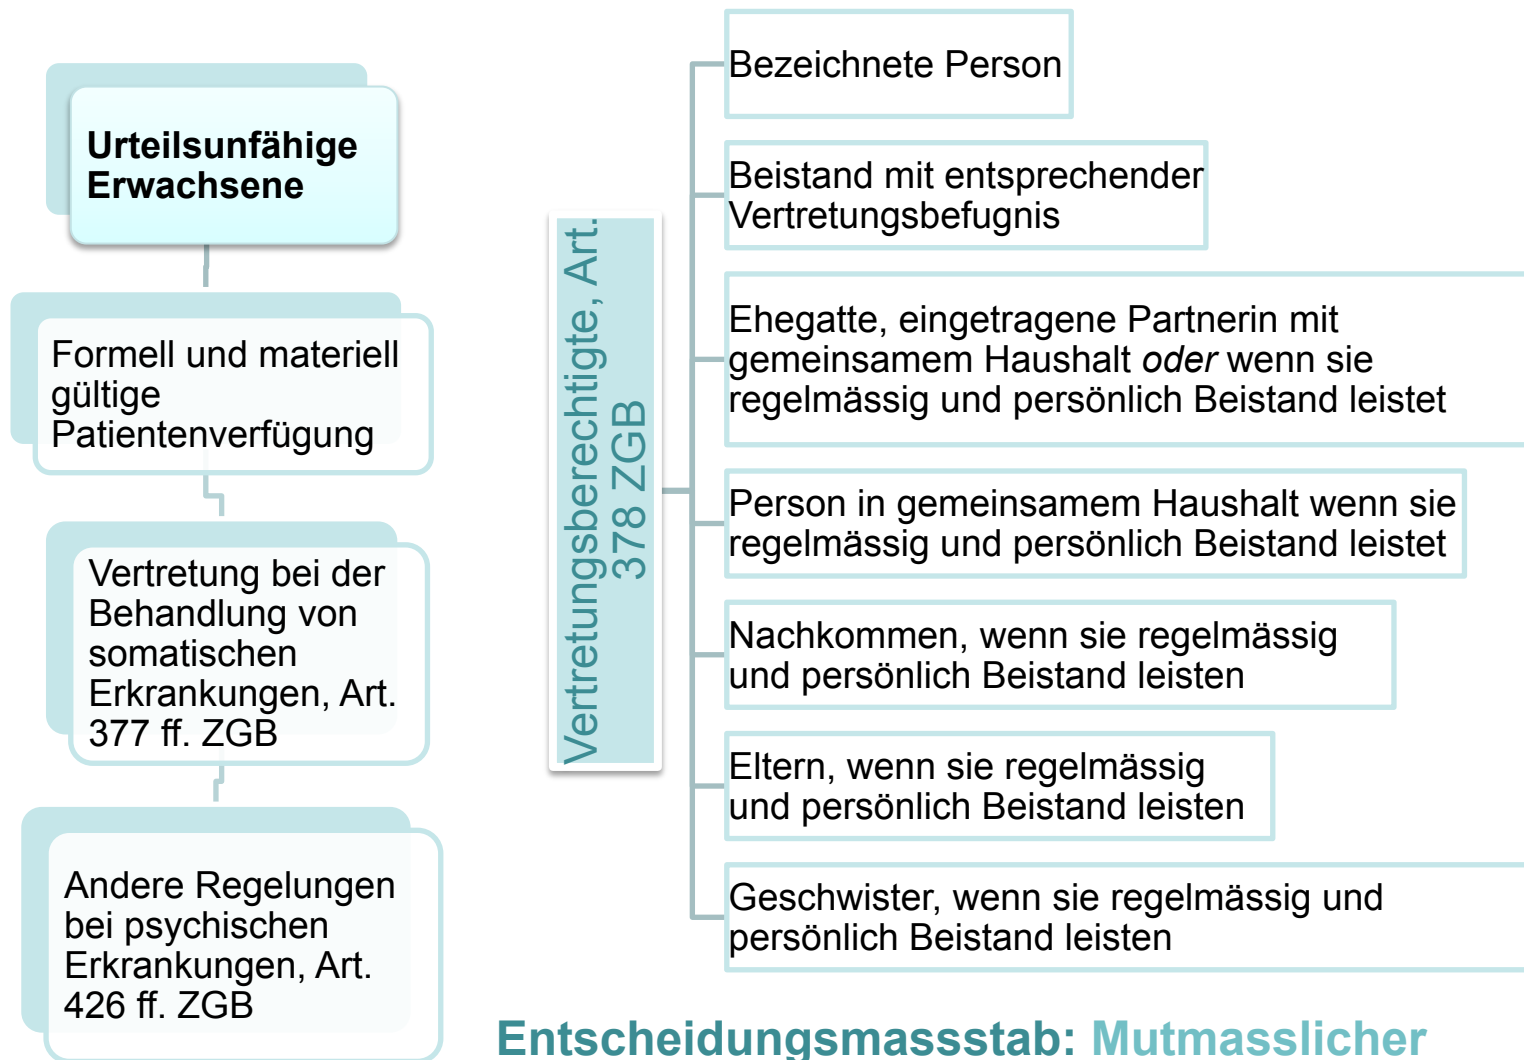 Urteilsunfähige
Erwachsene
Formell und materiell
gültige
Patientenverfügung
Vertretung bei der
Behandlung von
somatischen
Erkrankungen, Art.
377 ff. ZGB
Andere Regelungen
bei psychischen
Erkrankungen, Art.
426 ff. ZGB
Vertretungsberechtigte, Art.
378 ZGB
Bezeichnete Person
Beistand mit entsprechender
Vertretungsbefugnis
Ehegatte, eingetragene Partnerin mit
gemeinsamem Haushalt oder wenn sie
regelmässig und persönlich Beistand leistet
Person in gemeinsamem Haushalt wenn sie
regelmässig und persönlich Beistand leistet
Nachkommen, wenn sie regelmässig
und persönlich Beistand leisten
Eltern, wenn sie regelmässig
und persönlich Beistand leisten
Geschwister, wenn sie regelmässig und
persönlich Beistand leisten
Entscheidungsmassstab: Mutmasslicher